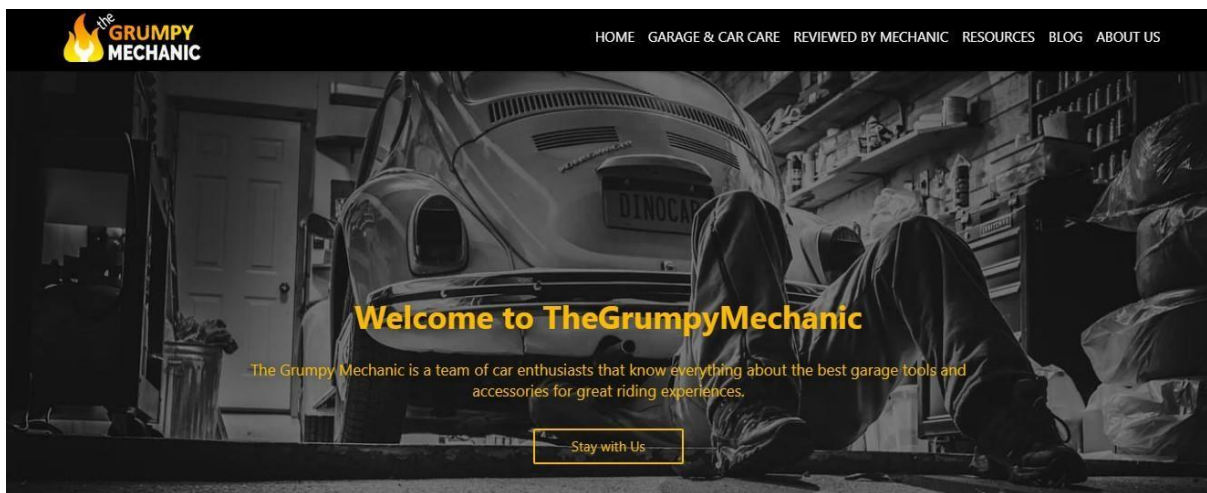 the
GRUMPY
MECHANIC
HOME GARAGE & CAR CARE REVIEWED BY MECHANIC RESOURCES BLOG ABOUT US
DINOCAR
Welcome to TheGrumpyMechanic
The Grumpy Mechanic is a team of car enthusiasts that know everything about the best garage tools and
accessories for great riding experiences.
Stay with Us